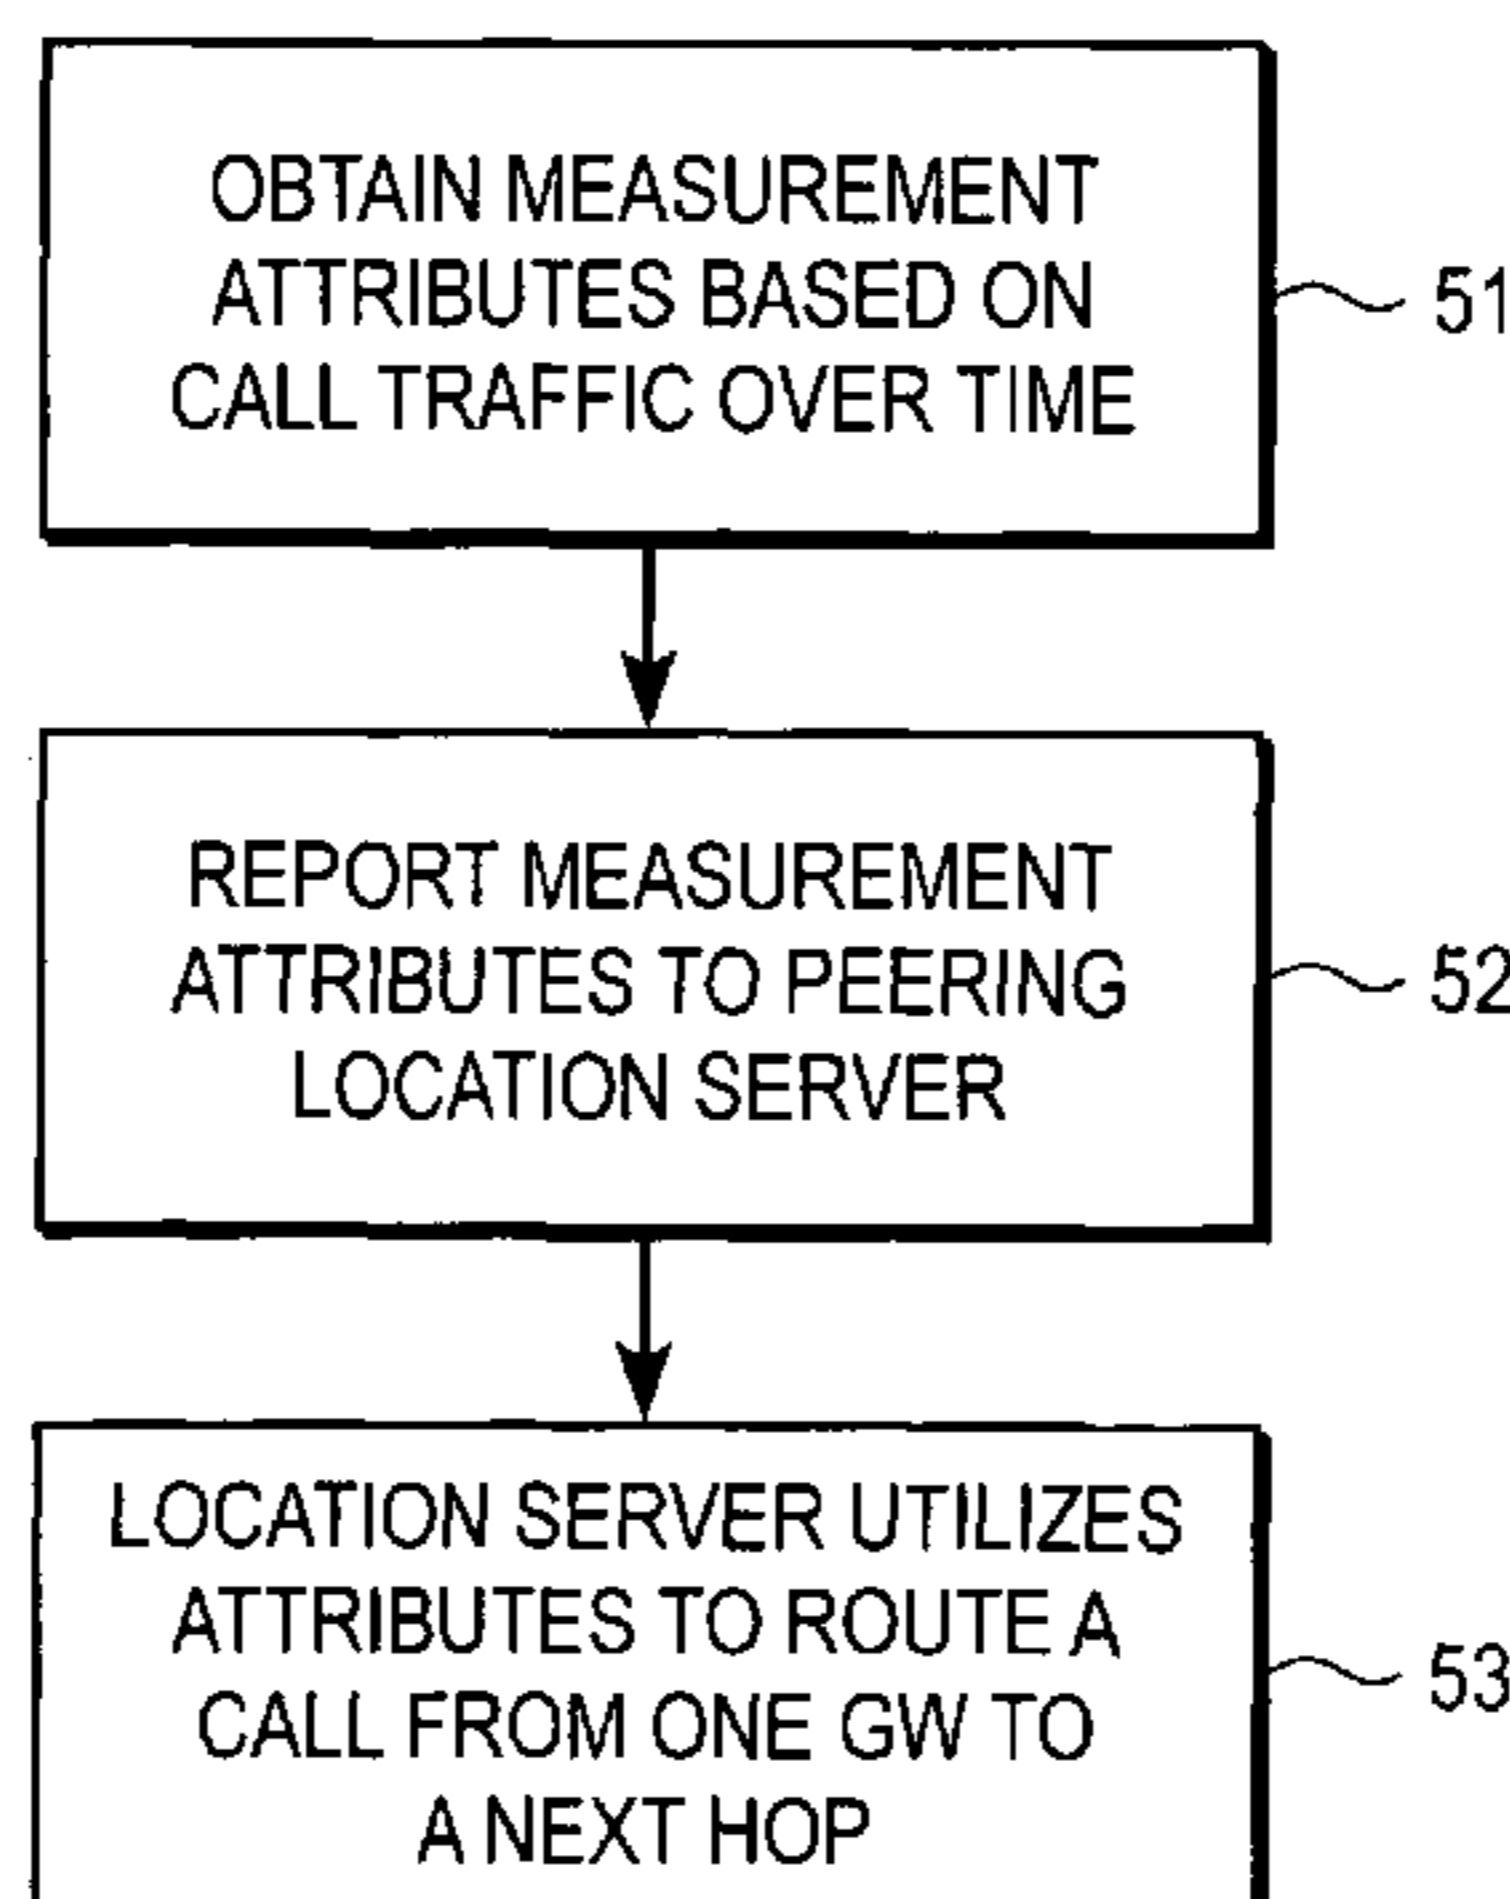 OBTAIN MEASUREMENT
ATTRIBUTES BASED ON
CALL TRAFFIC OVER TIME
51
REPORT MEASUREMENT
ATTRIBUTES TO PEERING
LOCATION SERVER
52
LOCATION SERVER UTILIZES
ATTRIBUTES TO ROUTE A
CALL FROM ONE GW TO
A NEXT HOP
53